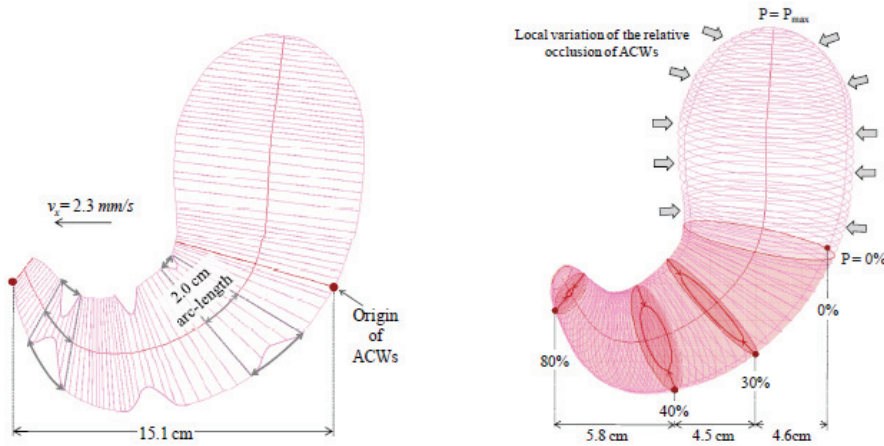 v_x = 2.3 mm/s
2.0 cm
arc-length
Origin
of
ACWs
15.1 cm
P = P_max
Local variation of the relative
occlusion of ACWs
P = 0%
0%
30%
40%
80%
5.8 cm
4.5 cm
4.6cm